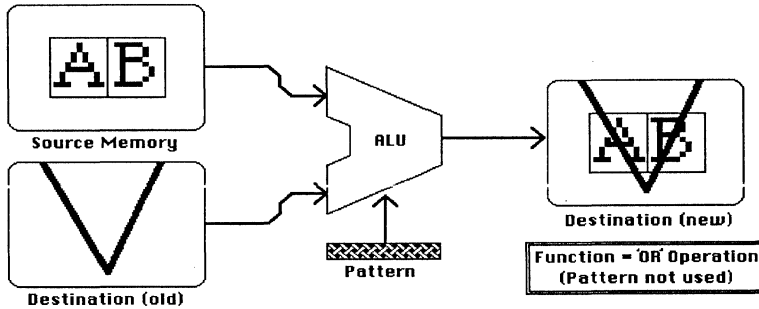 AB
Source Memory
ALU
AB
Destination (new)
Pattern
Destination (old)
Function = 'OR' Operation
(Pattern not used)